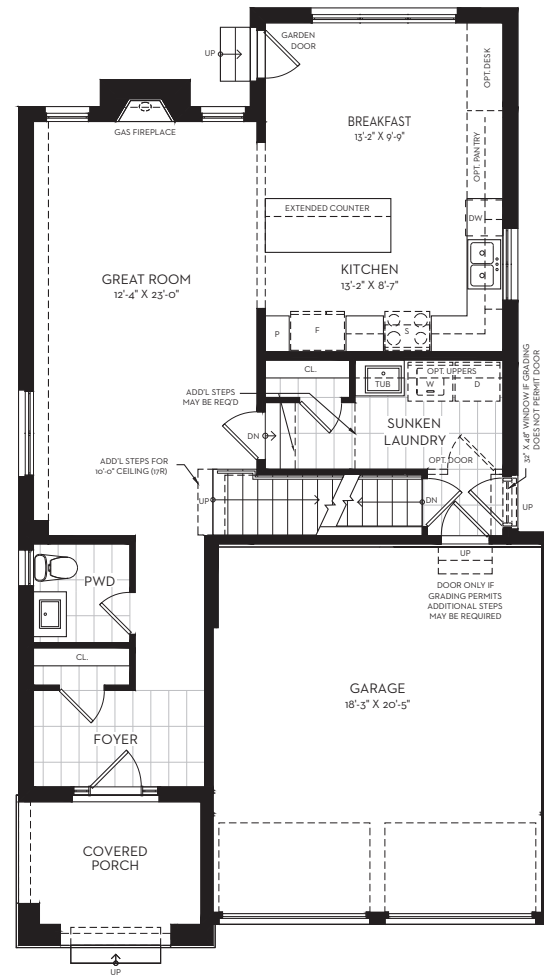 GARDEN
DOOR
UP
OPT. DESK
GAS FIREPLACE
BREAKFAST
13'-2" X 9'-9"
OPT. PANTRY
EXTENDED COUNTER
DW
GREAT ROOM
12'-4" X 23'-0"
KITCHEN
13'-2" X 8'-7"
P
F
S
CL.
OPT. UPPERS
TUB
W
D
ADD'L STEPS
MAY BE REQ'D
SUNKEN
LAUNDRY
32" X 48" WINDOW IF GRADING
DOES NOT PERMIT DOOR
DN
OPT. DOOR
ADD'L STEPS FOR
10'-0" CEILING (17R)
UP
DN
UP
UP
DOOR ONLY IF
GRADING PERMITS
ADDITIONAL STEPS
MAY BE REQUIRED
PWD
CL.
GARAGE
18'-3" X 20'-5"
FOYER
COVERED
PORCH
UP